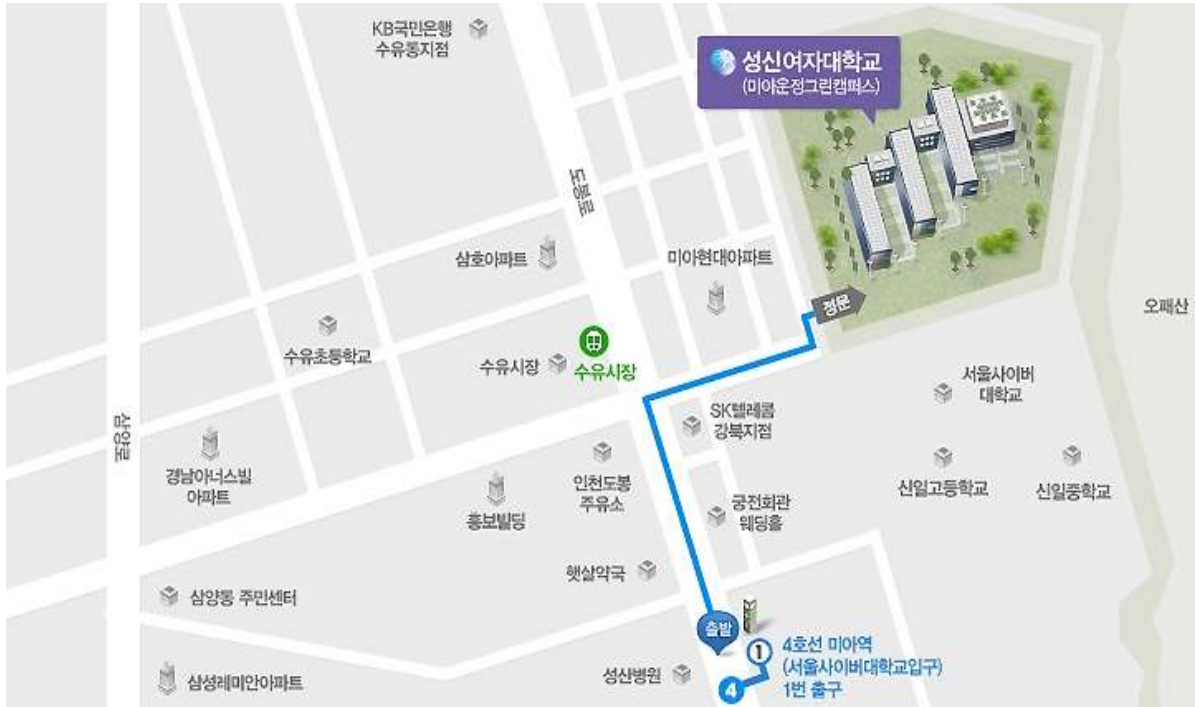 KB국민은행
수유동지점
성신여자대학교
(미아운정그린캠퍼스)
도봉로
삼호아파트
미아현대아파트
정문
오패산
수유초등학교
수유시장
수유시장
서울사이버
대학교
SK텔레콤
강북지점
삼양로
경남아너스빌
아파트
인천도봉
주유소
신일고등학교
신일중학교
흥보빌딩
궁전회관
웨딩홀
햇살약국
삼양동 주민센터
출발
1
4호선 미아역
(서울사이버대학교입구)
1번 출구
성산병원
4
삼성레미안아파트